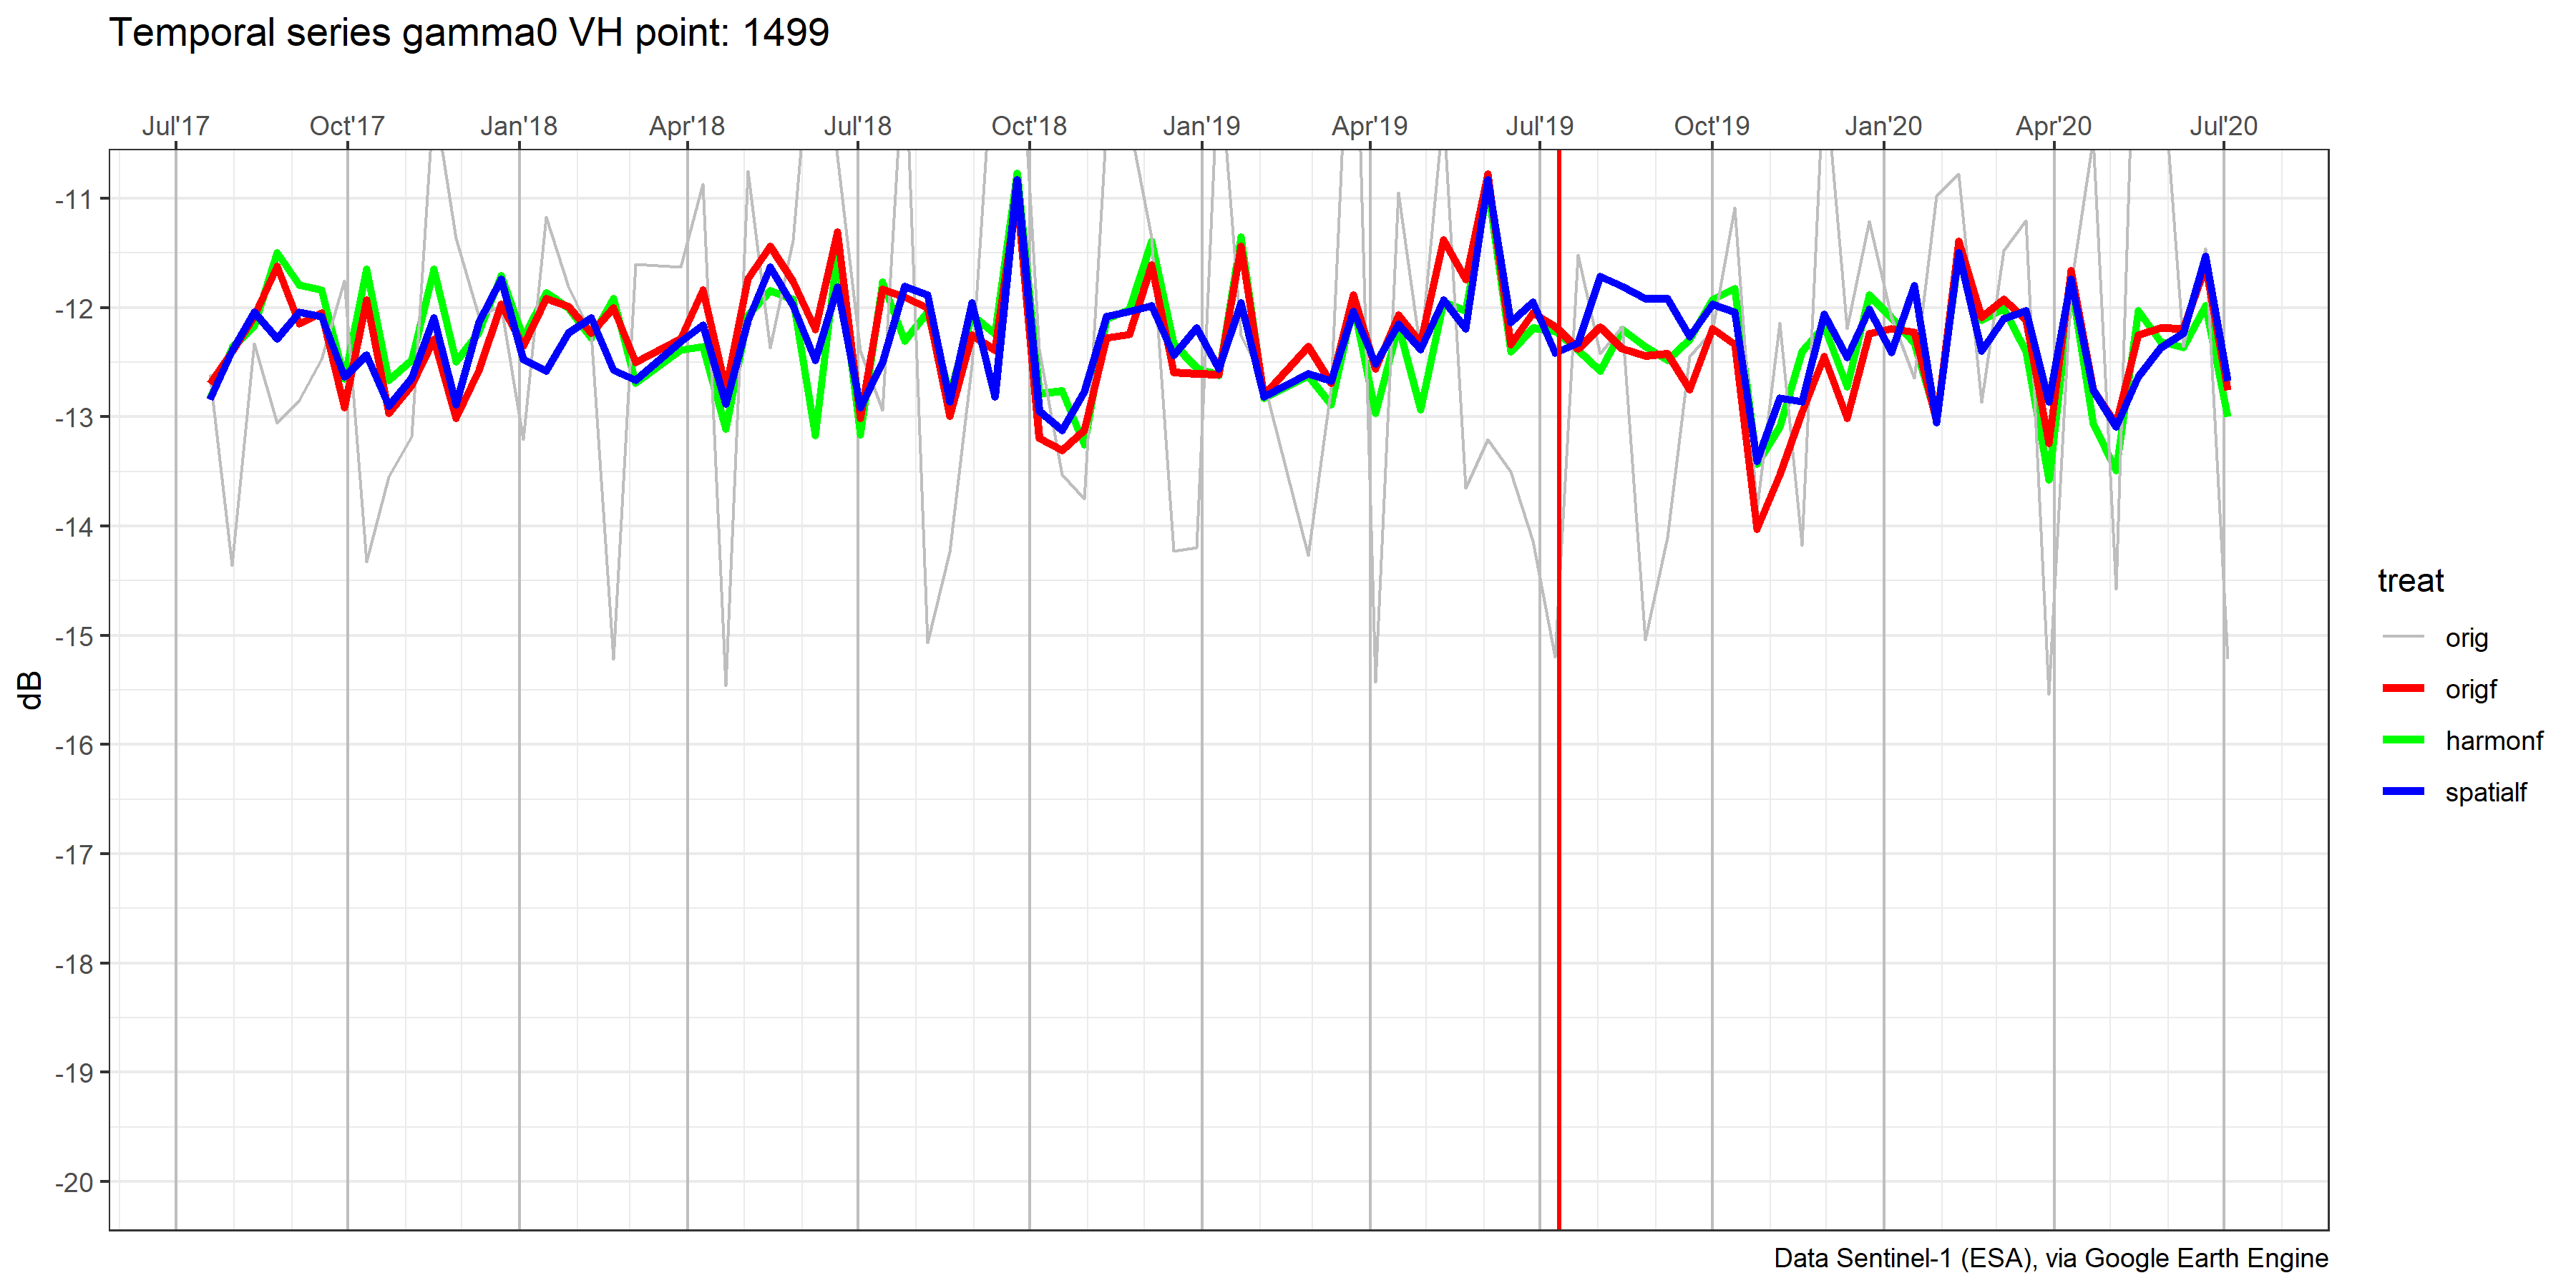 Temporal series gamma0 VH point: 1499
Jul'17 Oct'17 Jan'18 Apr'18 Jul'18 Oct'18 Jan'19 Apr'19 Jul'19 Oct'19 Jan'20 Apr'20 Jul'20
-11
-12
-13
-14
-15
-16
-17
-18
-19
-20
dB
treat
orig
origf
harmonf
spatialf
Data Sentinel-1 (ESA), via Google Earth Engine